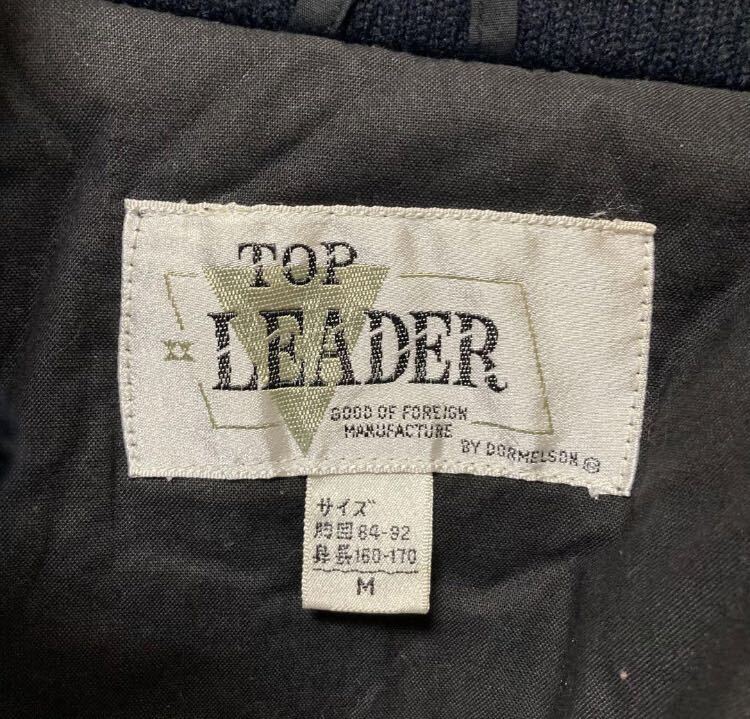 TOP
LEADER
XX
GOOD OF FOREIGN
MANUFACTURE
BY DORMELSON ©
サイズ
胸囲84-92
身長160-170
M